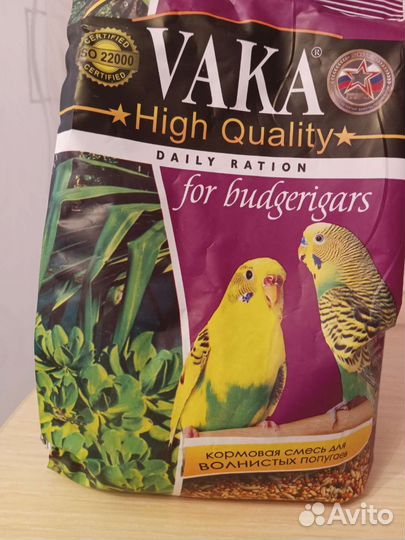 CERTIFIED
ISO 22000
CERTIFIED
VAKA®
High Quality
DAILY RATION
for budgerigars
кормовая смесь для
волнистых попугаев
Avito